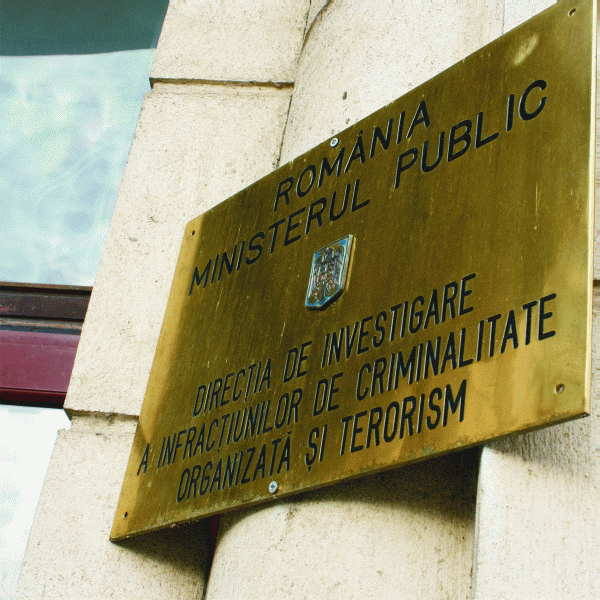 ROMÂNIA
MINISTERUL PUBLIC
DIRECȚIA DE INVESTIGARE
A INFRACȚIUNILOR DE CRIMINALITATE
ORGANIZATĂ ȘI TERORISM